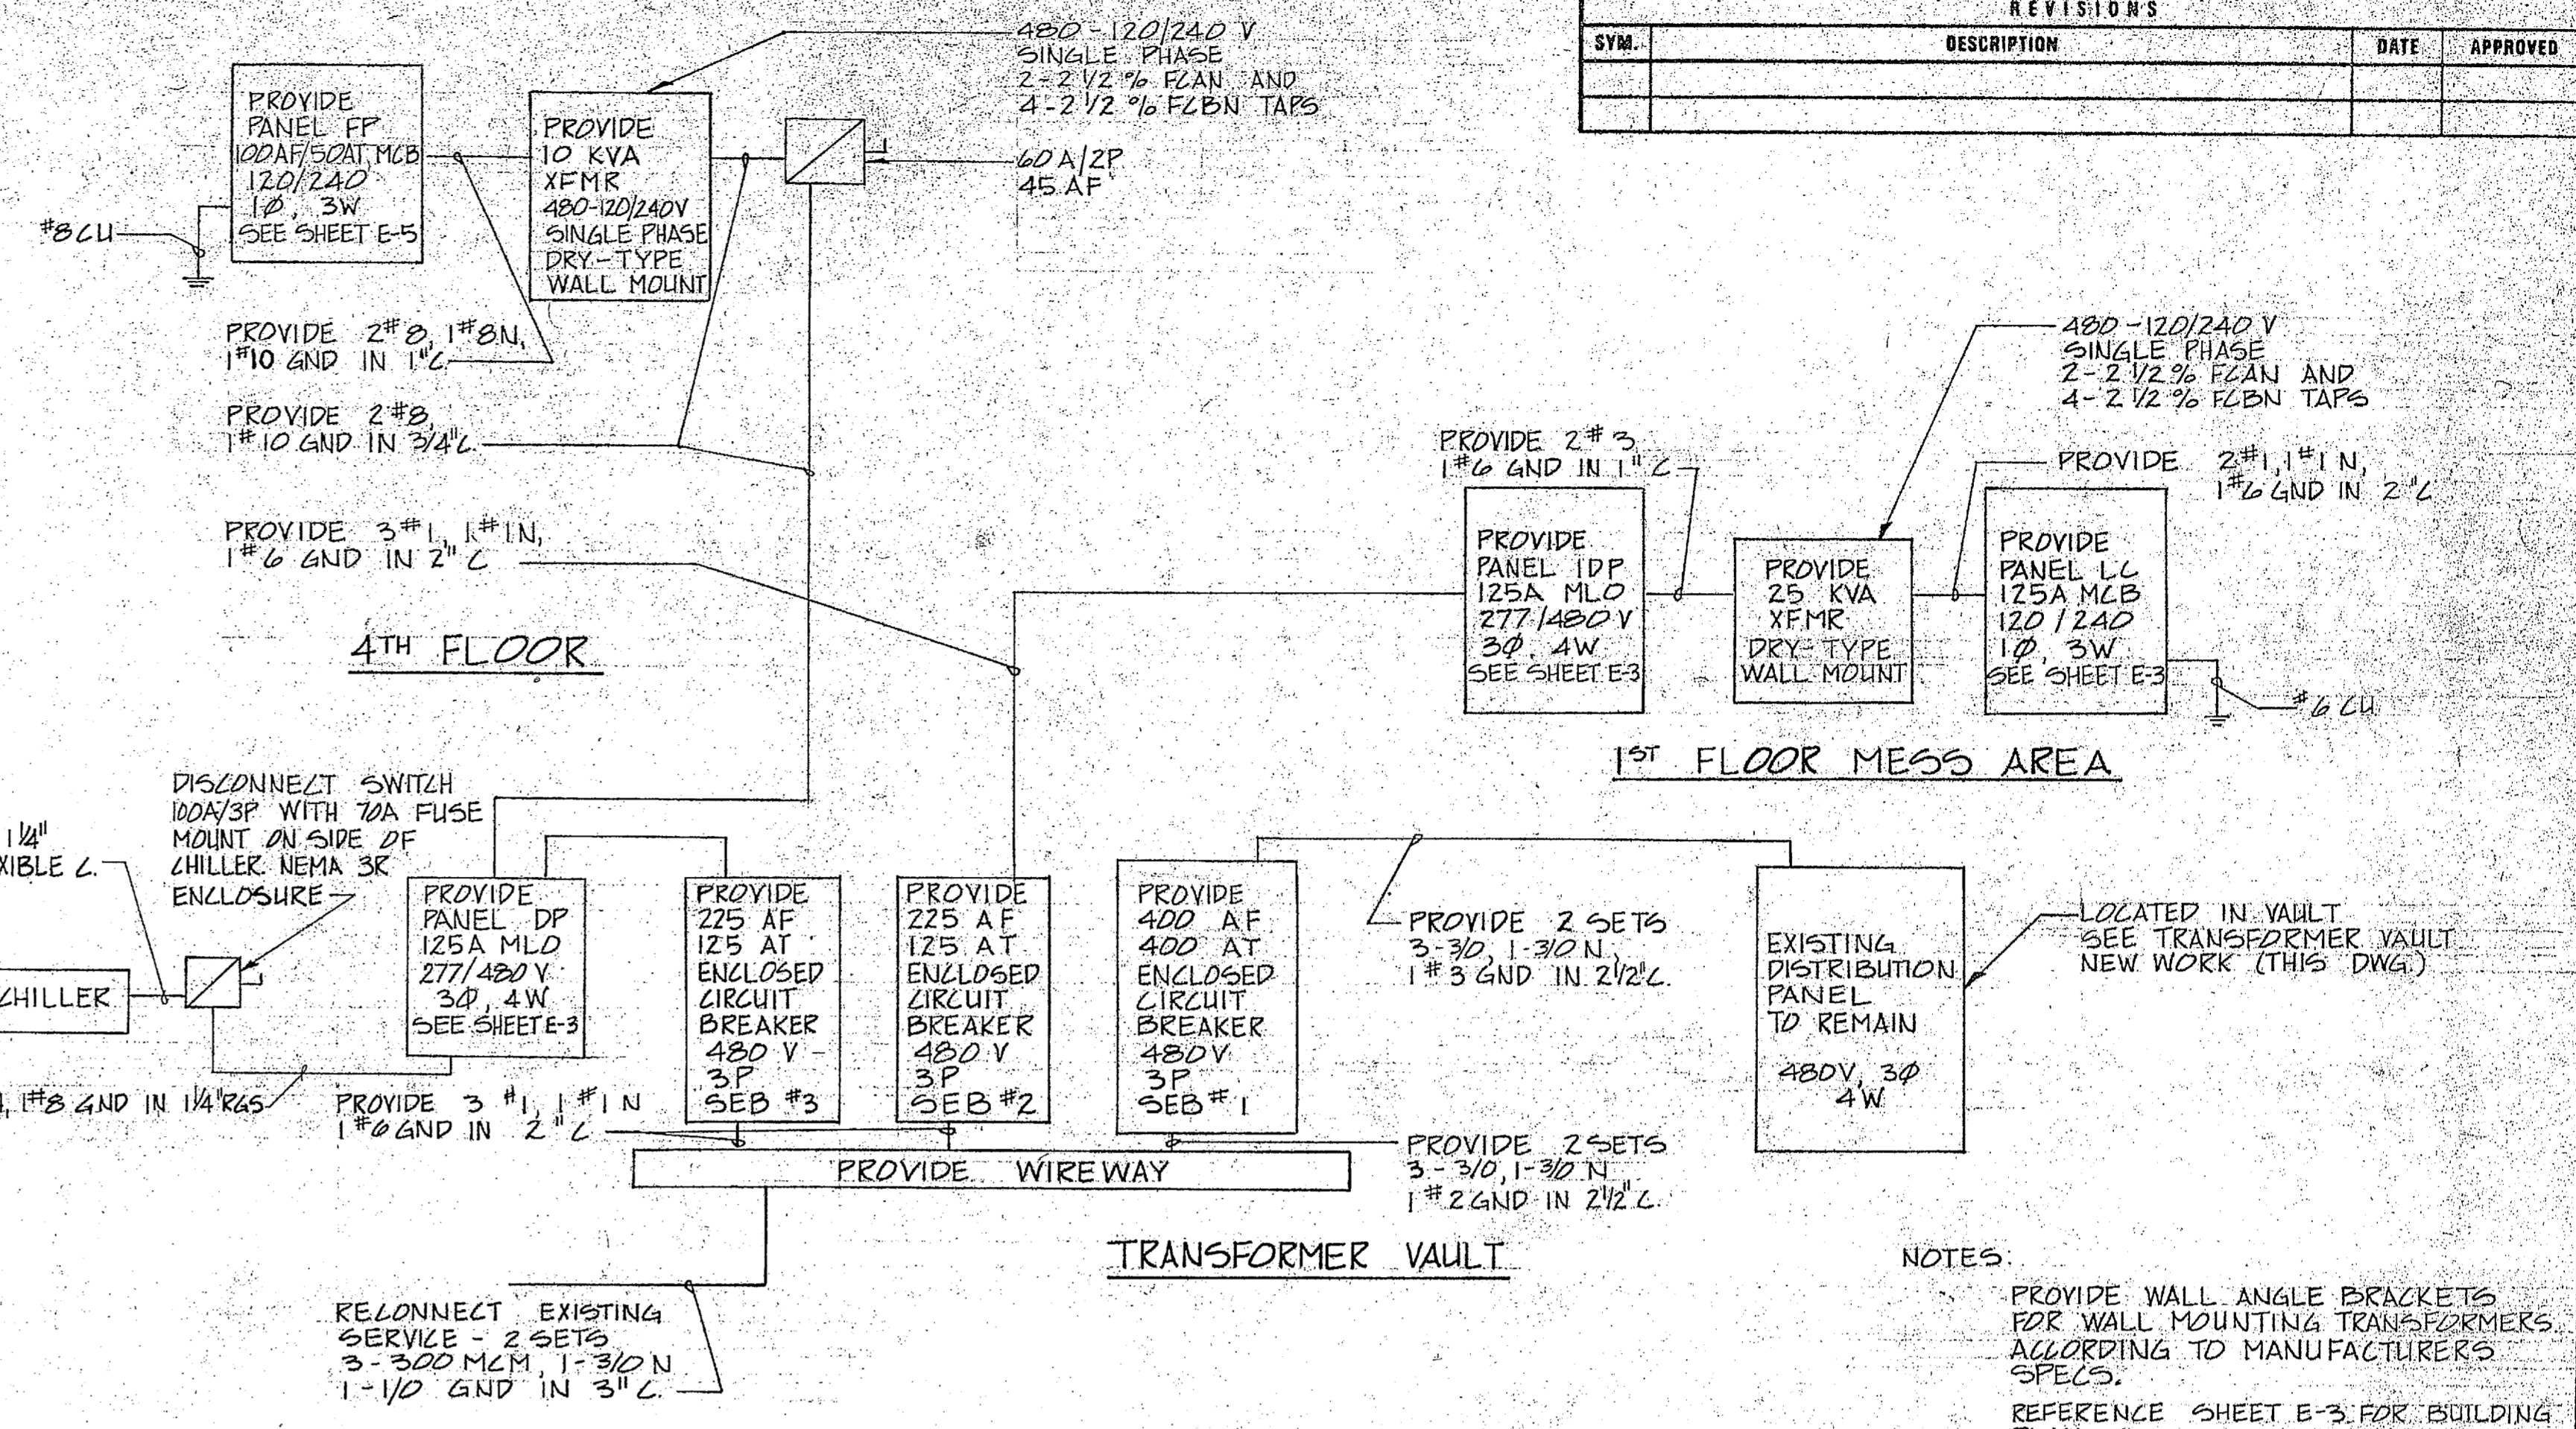 REVISIONS
SYM. DESCRIPTION DATE APPROVED
480-120/240 V
SINGLE PHASE
2-2 1/2 % FCAN AND
4-2 1/2 % FCBN TAPS
PROVIDE
PANEL FP
100AF/50AT MCB
120/240
1Ø, 3W
SEE SHEET E-5
#8 CU
PROVIDE
10 KVA
XFMR
480-120/240V
SINGLE PHASE
DRY-TYPE
WALL MOUNT
60 A/2P
45 AF
PROVIDE 2#8, 1#8N,
1#10 GND IN 1"C
PROVIDE 2#8,
1#10 GND IN 3/4"C.
PROVIDE 3#1, 1#1N,
1#6 GND IN 2" C
4TH FLOOR
480-120/240 V
SINGLE PHASE
2-2 1/2 % FCAN AND
4-2 1/2 % FCBN TAPS
PROVIDE 2#3
1#6 GND IN 1" C
PROVIDE 2#1, 1#1 N,
1#6 GND IN 2"C
PROVIDE
PANEL 1DP
125A MLO
277/480 V
3Ø, 4W
SEE SHEET E-3
PROVIDE
25 KVA
XFMR
DRY-TYPE
WALL MOUNT
PROVIDE
PANEL LC
125A MCB
120/240
1Ø, 3W
SEE SHEET E-3
#6 CU
1ST FLOOR MESS AREA
DISCONNECT SWITCH
100A/3P WITH 70A FUSE
MOUNT ON SIDE OF
CHILLER NEMA 3R
ENCLOSURE
1 1/4"
XIBLE C.
CHILLER
PROVIDE
PANEL DP
125A MLO
277/480 V
3Ø, 4W
SEE SHEET E-3
PROVIDE
225 AF
125 AT
ENCLOSED
CIRCUIT
BREAKER
480 V
3P
SEB #3
PROVIDE
225 AF
125 AT
ENCLOSED
CIRCUIT
BREAKER
480 V
3P
SEB #2
PROVIDE
400 AF
400 AT
ENCLOSED
CIRCUIT
BREAKER
480V
3P
SEB #1
PROVIDE 2 SETS
3-3/0, 1-3/0 N,
1 #3 GND IN 2 1/2"C.
EXISTING
DISTRIBUTION
PANEL
TO REMAIN
480V, 3Ø
4W
LOCATED IN VAULT
SEE TRANSFORMER VAULT
NEW WORK (THIS DWG.)
, 1#8 GND IN 1 1/4"RGS
PROVIDE 3 #1, 1 #1 N
1 #6 GND IN 2" C
PROVIDE WIREWAY
PROVIDE 2 SETS
3-3/0, 1-3/0 N
1 #2 GND IN 2 1/2" C.
TRANSFORMER VAULT
RECONNECT EXISTING
SERVICE - 2 SETS
3-300 MCM, 1-3/0 N
1-1/0 GND IN 3" C.
NOTES:
PROVIDE WALL ANGLE BRACKETS
FOR WALL MOUNTING TRANSFORMERS
ACCORDING TO MANUFACTURERS
SPECS.
REFERENCE SHEET E-3 FOR BUILDING